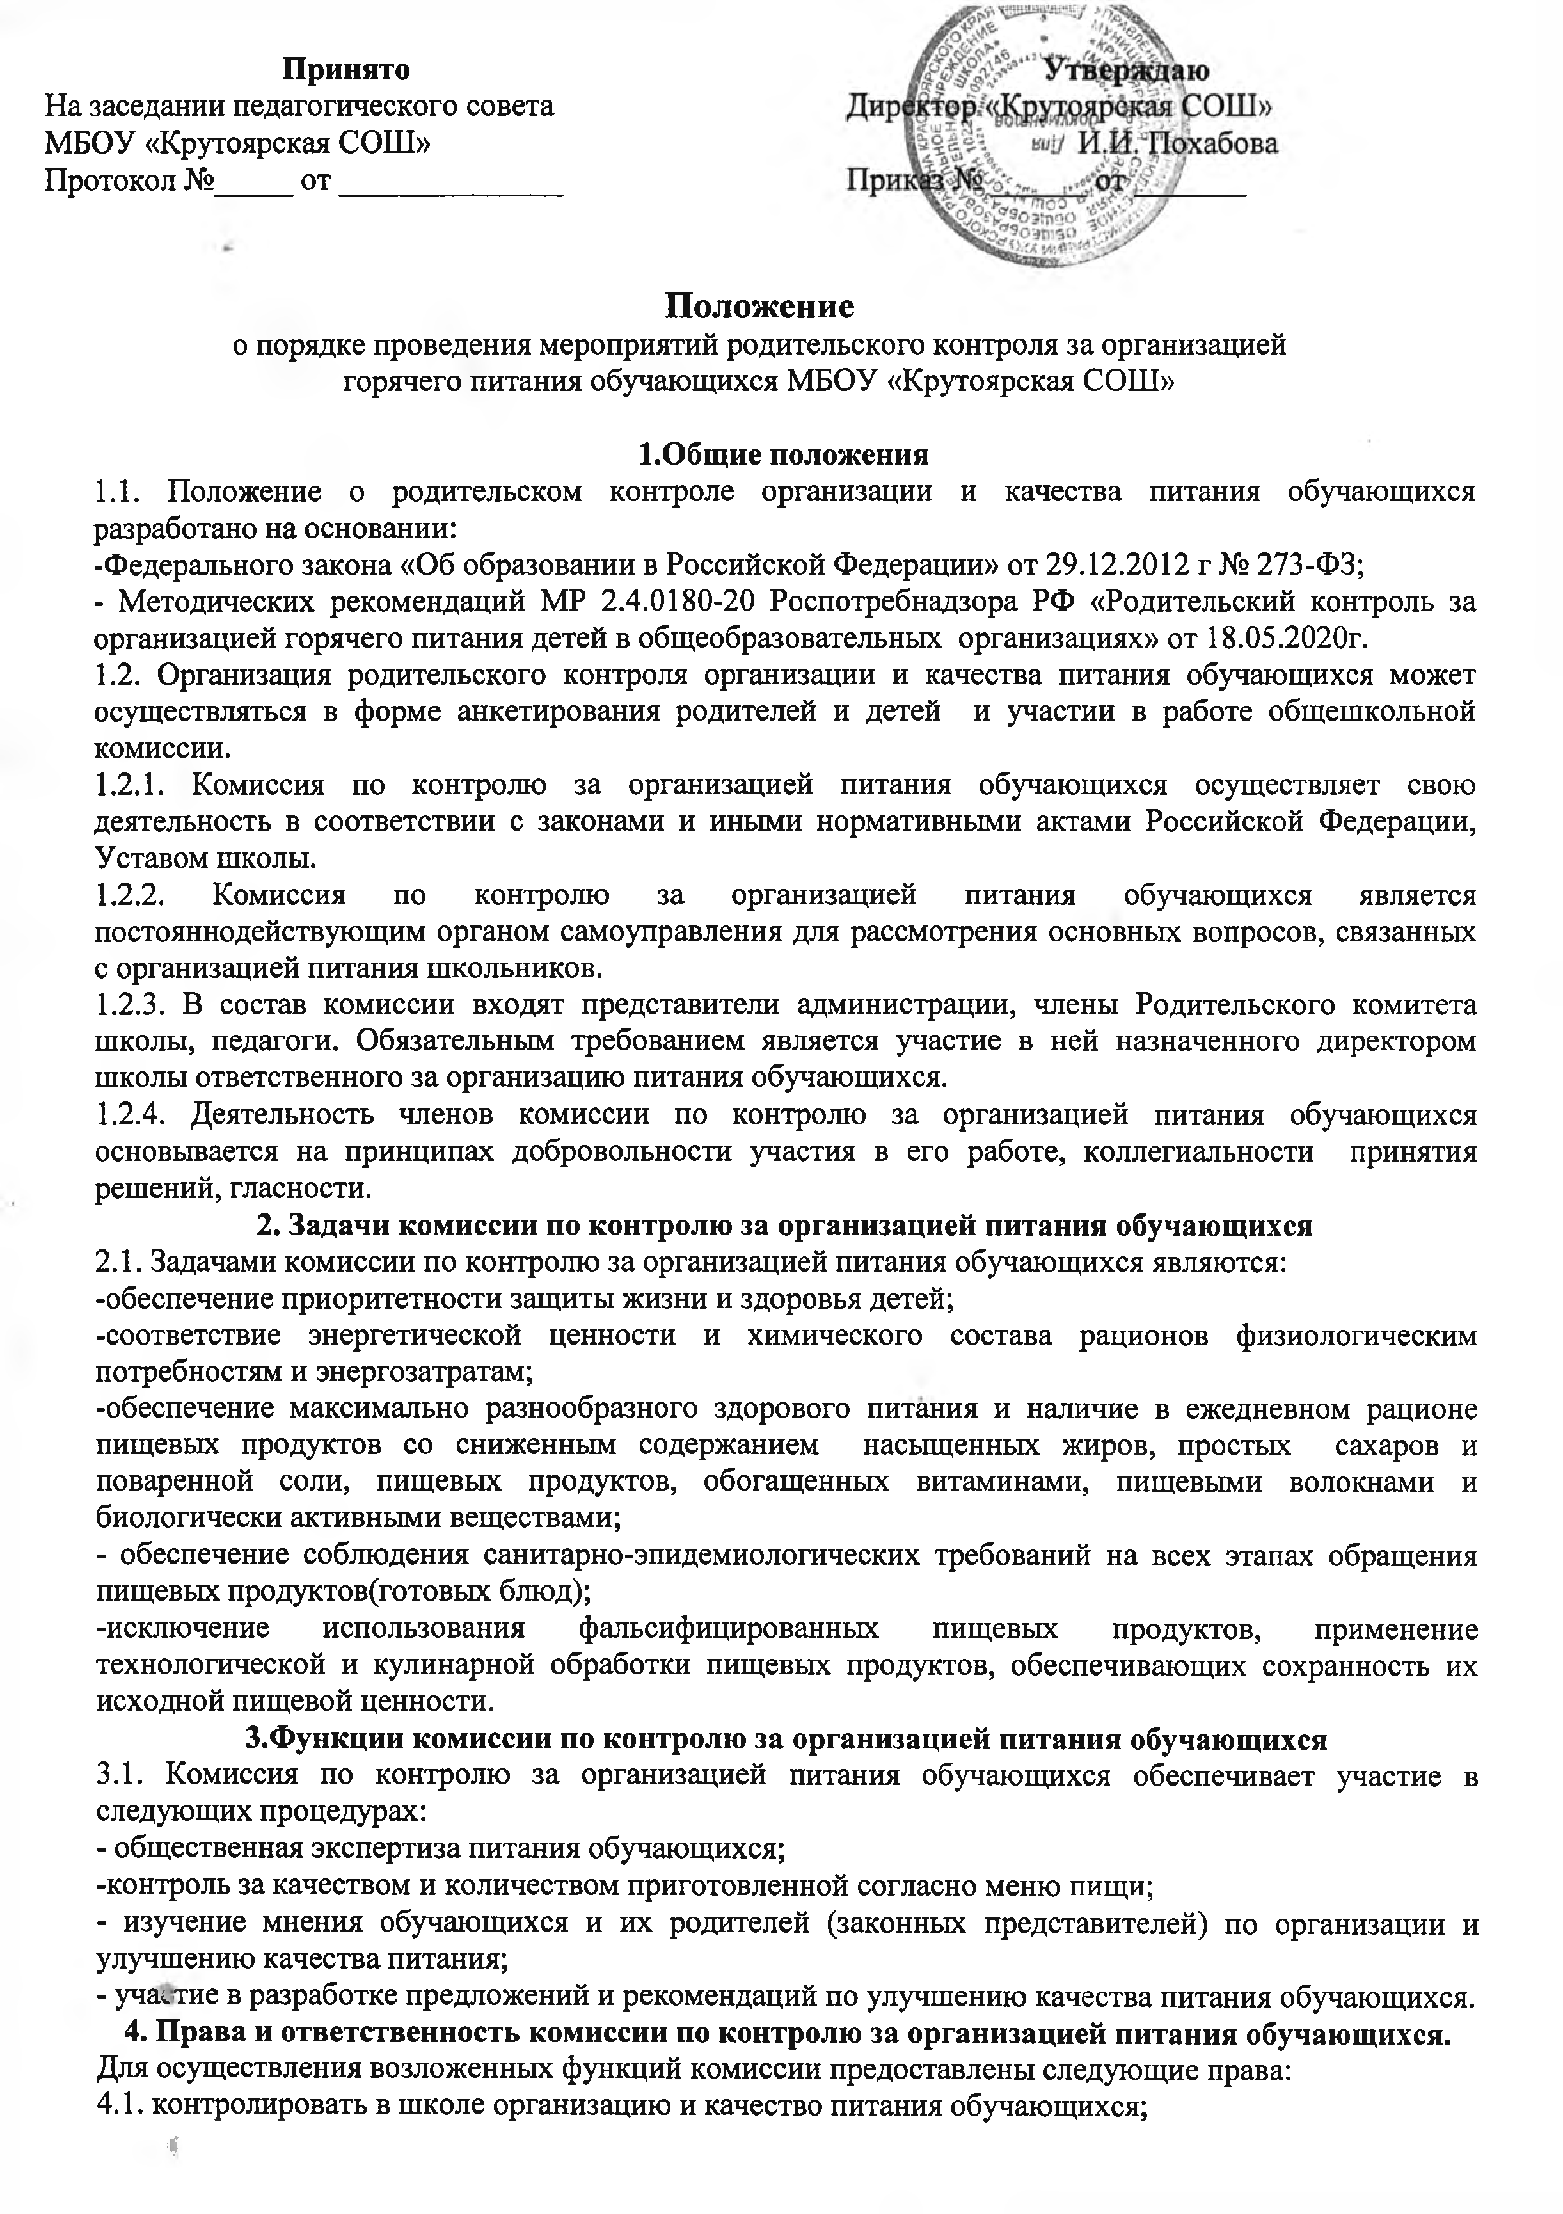 Принято
На заседании педагогического совета
МБОУ «Крутоярская СОШ»
Протокол №_____ от _______________
Утверждаю
Директор «Крутоярская СОШ»
И.И. Похабова
Приказ №_______ от ________
Положение
о порядке проведения мероприятий родительского контроля за организацией
горячего питания обучающихся МБОУ «Крутоярская СОШ»
1.Общие положения
1.1. Положение о родительском контроле организации и качества питания обучающихся
разработано на основании:
-Федерального закона «Об образовании в Российской Федерации» от 29.12.2012 г № 273-ФЗ;
- Методических рекомендаций МР 2.4.0180-20 Роспотребнадзора РФ «Родительский контроль за
организацией горячего питания детей в общеобразовательных организациях» от 18.05.2020г.
1.2. Организация родительского контроля организации и качества питания обучающихся может
осуществляться в форме анкетирования родителей и детей и участии в работе общешкольной
комиссии.
1.2.1. Комиссия по контролю за организацией питания обучающихся осуществляет свою
деятельность в соответствии с законами и иными нормативными актами Российской Федерации,
Уставом школы.
1.2.2. Комиссия по контролю за организацией питания обучающихся является
постояннодействующим органом самоуправления для рассмотрения основных вопросов, связанных
с организацией питания школьников.
1.2.3. В состав комиссии входят представители администрации, члены Родительского комитета
школы, педагоги. Обязательным требованием является участие в ней назначенного директором
школы ответственного за организацию питания обучающихся.
1.2.4. Деятельность членов комиссии по контролю за организацией питания обучающихся
основывается на принципах добровольности участия в его работе, коллегиальности принятия
решений, гласности.
2. Задачи комиссии по контролю за организацией питания обучающихся
2.1. Задачами комиссии по контролю за организацией питания обучающихся являются:
-обеспечение приоритетности защиты жизни и здоровья детей;
-соответствие энергетической ценности и химического состава рационов физиологическим
потребностям и энергозатратам;
-обеспечение максимально разнообразного здорового питания и наличие в ежедневном рационе
пищевых продуктов со сниженным содержанием насыщенных жиров, простых сахаров и
поваренной соли, пищевых продуктов, обогащенных витаминами, пищевыми волокнами и
биологически активными веществами;
- обеспечение соблюдения санитарно-эпидемиологических требований на всех этапах обращения
пищевых продуктов(готовых блюд);
-исключение использования фальсифицированных пищевых продуктов, применение
технологической и кулинарной обработки пищевых продуктов, обеспечивающих сохранность их
исходной пищевой ценности.
3.Функции комиссии по контролю за организацией питания обучающихся
3.1. Комиссия по контролю за организацией питания обучающихся обеспечивает участие в
следующих процедурах:
- общественная экспертиза питания обучающихся;
-контроль за качеством и количеством приготовленной согласно меню пищи;
- изучение мнения обучающихся и их родителей (законных представителей) по организации и
улучшению качества питания;
- участие в разработке предложений и рекомендаций по улучшению качества питания обучающихся.
4. Права и ответственность комиссии по контролю за организацией питания обучающихся.
Для осуществления возложенных функций комиссии предоставлены следующие права:
4.1. контролировать в школе организацию и качество питания обучающихся;